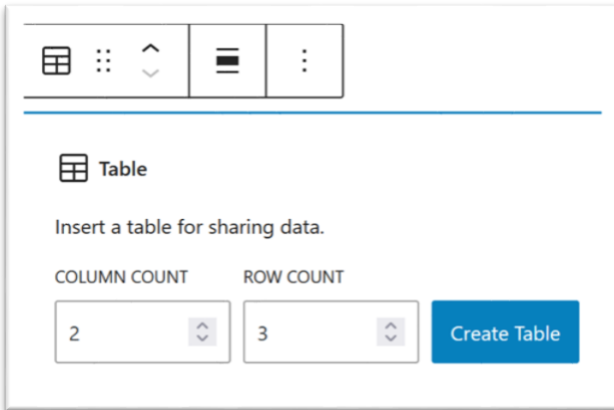 Table
Insert a table for sharing data.
COLUMN COUNT ROW COUNT
2 3 Create Table